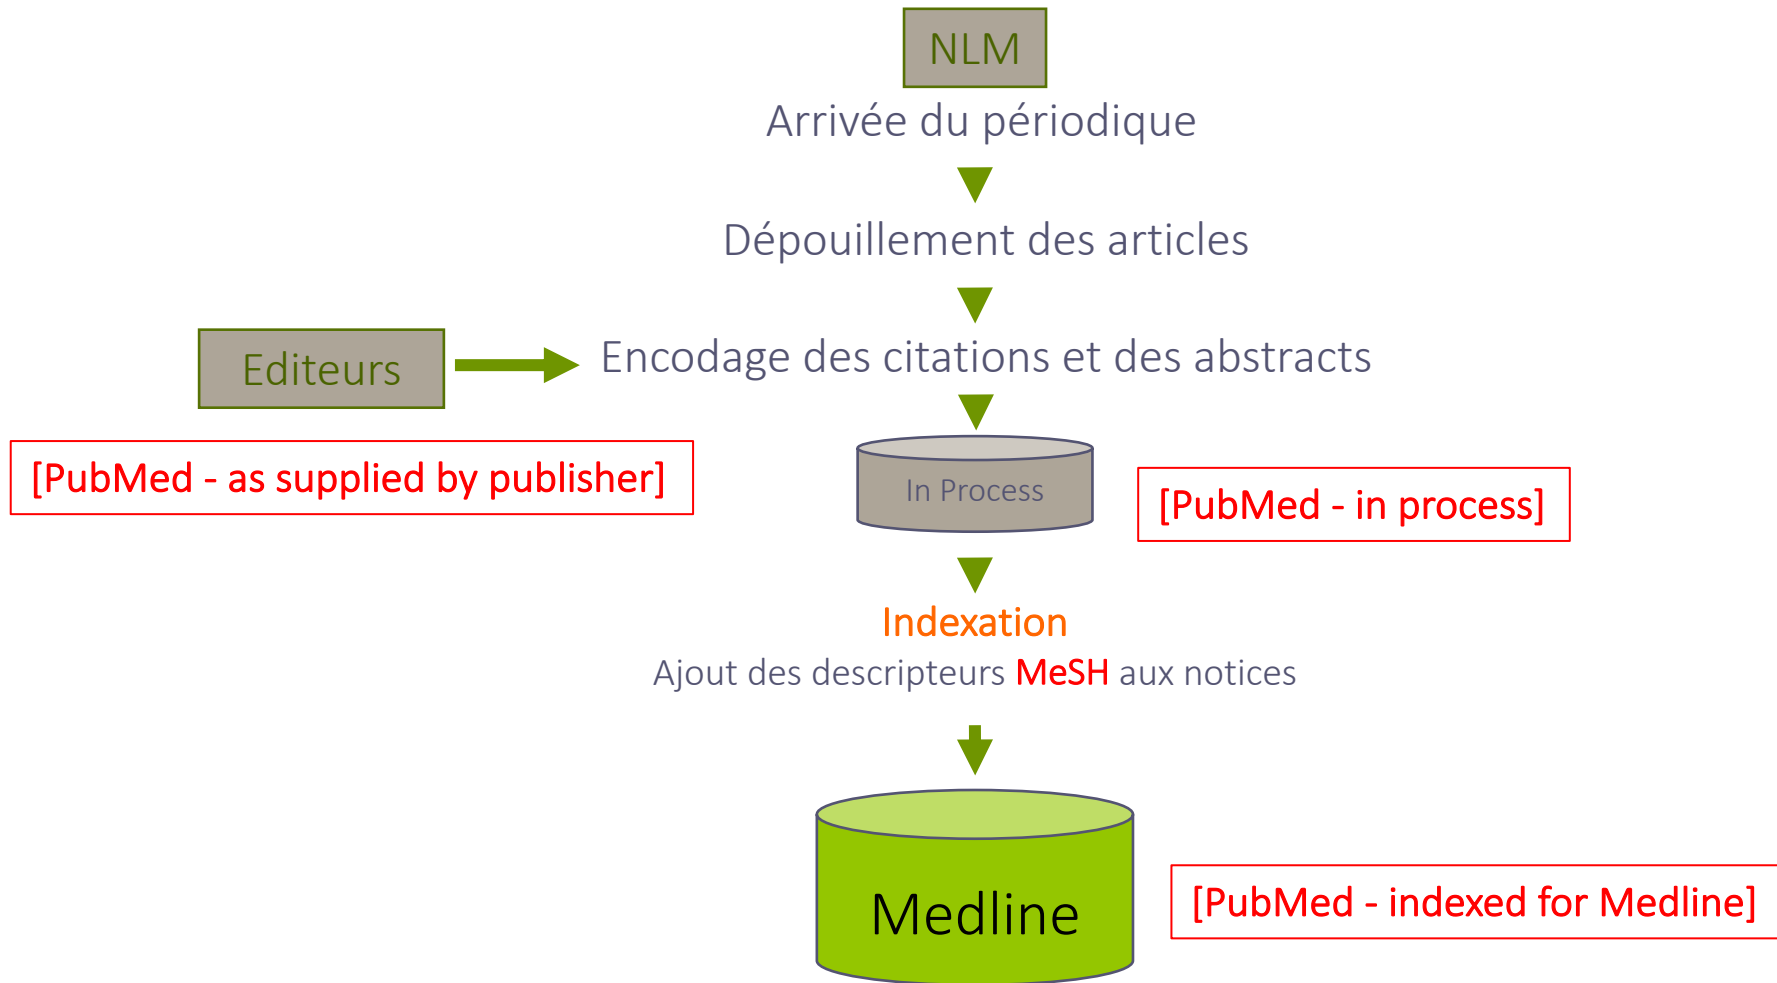 NLM
Arrivée du périodique
Dépouillement des articles
Editeurs
Encodage des citations et des abstracts
[PubMed - as supplied by publisher]
In Process
[PubMed - in process]
Indexation
Ajout des descripteurs MeSH aux notices
Medline
[PubMed - indexed for Medline]